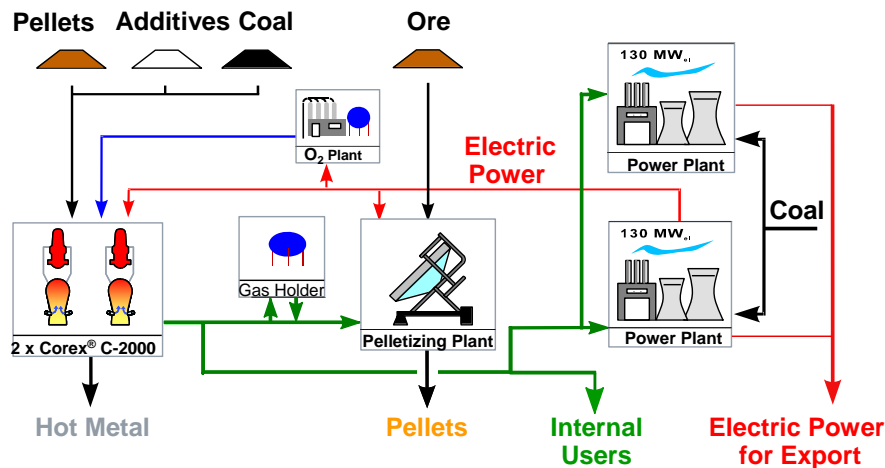 Pellets Additives Coal Ore
130 MWel
Power Plant
O2 Plant
Electric
Power
Coal
130 MWel
Power Plant
Gas Holder
2 x Corex® C-2000
Pelletizing Plant
Hot Metal
Pellets
Internal
Users
Electric Power
for Export